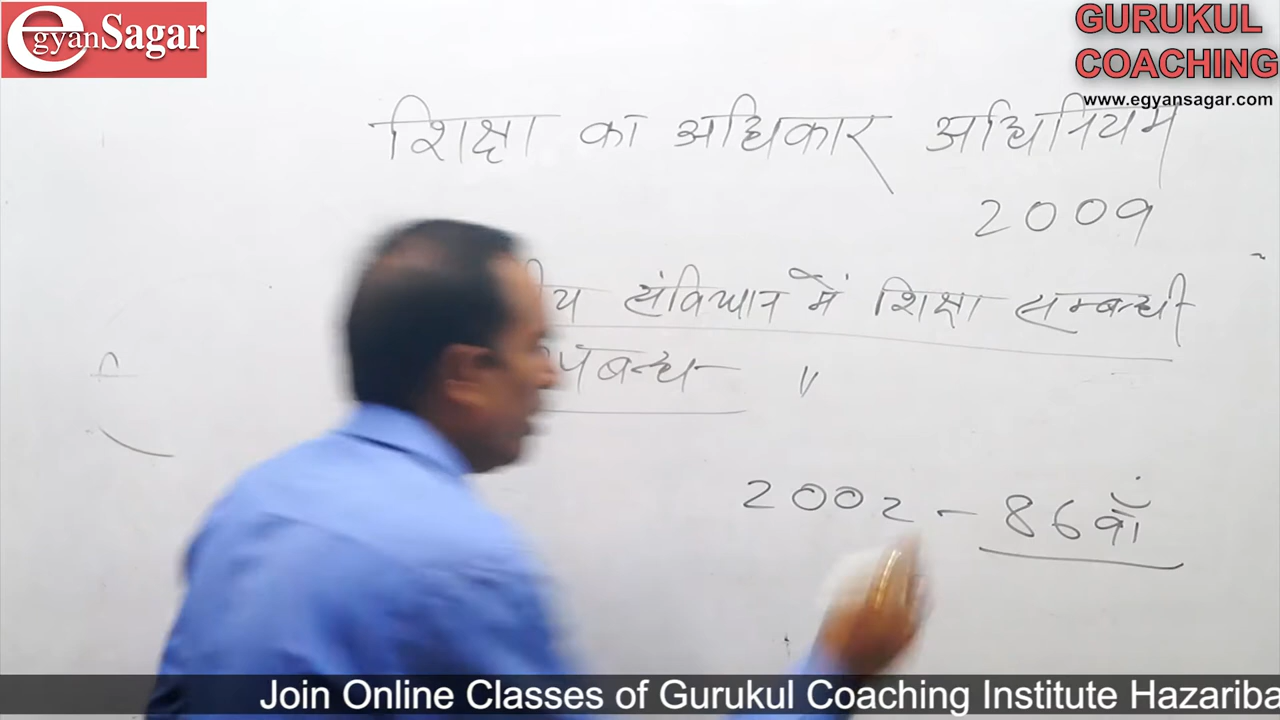 egyanSagar
GURUKUL
COACHING
www.egyansagar.com
शिक्षा का अधिकार अधिनियम
2009
संविधान में शिक्षा सम्बन्धी
2002 - 86वाँ
Join Online Classes of Gurukul Coaching Institute